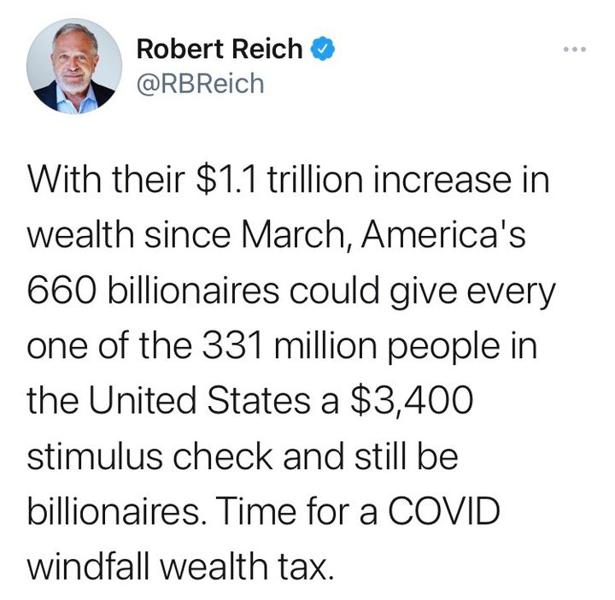 Robert Reich
@RBReich
With their $1.1 trillion increase in
wealth since March, America's
660 billionaires could give every
one of the 331 million people in
the United States a $3,400
stimulus check and still be
billionaires. Time for a COVID
windfall wealth tax.